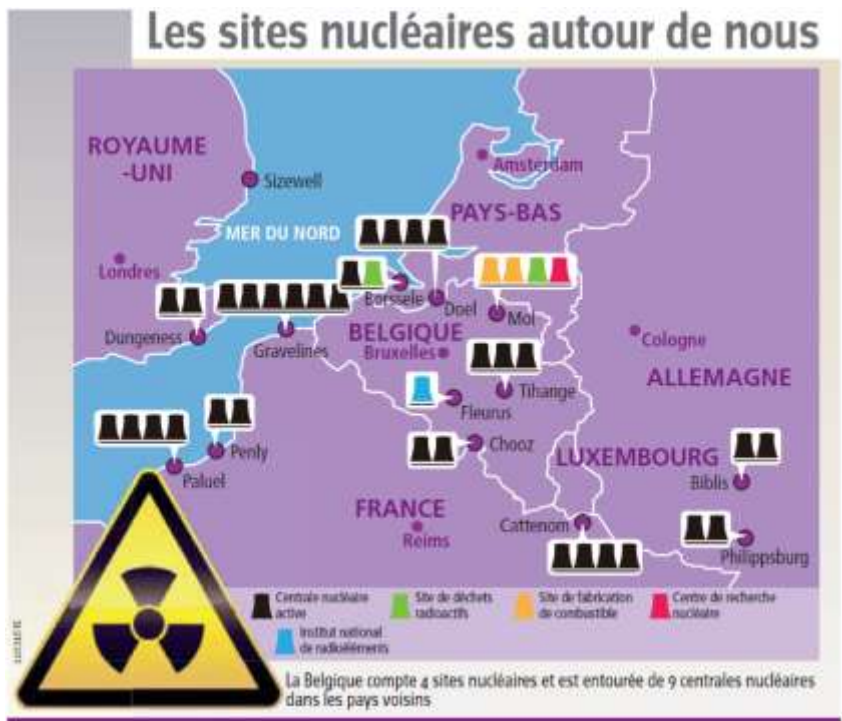 Les sites nucléaires autour de nous
ROYAUME
-UNI
Sizewell
Amsterdam
PAYS-BAS
MER DU NORD
Londres
Borssele
Doel
Mol
Dungeness
Gravelines
BELGIQUE
Bruxelles
Cologne
ALLEMAGNE
Tihange
Fleurus
Chooz
LUXEMBOURG
Penly
Paluel
Biblis
FRANCE
Reims
Cattenom
Philippsburg
Centrale nucléaire
active
Site de déchets
radioactifs
Site de fabrication
de combustible
Centre de recherche
nucléaire
Institut national
de radioéléments
La Belgique compte 4 sites nucléaires et est entourée de 9 centrales nucléaires
dans les pays voisins